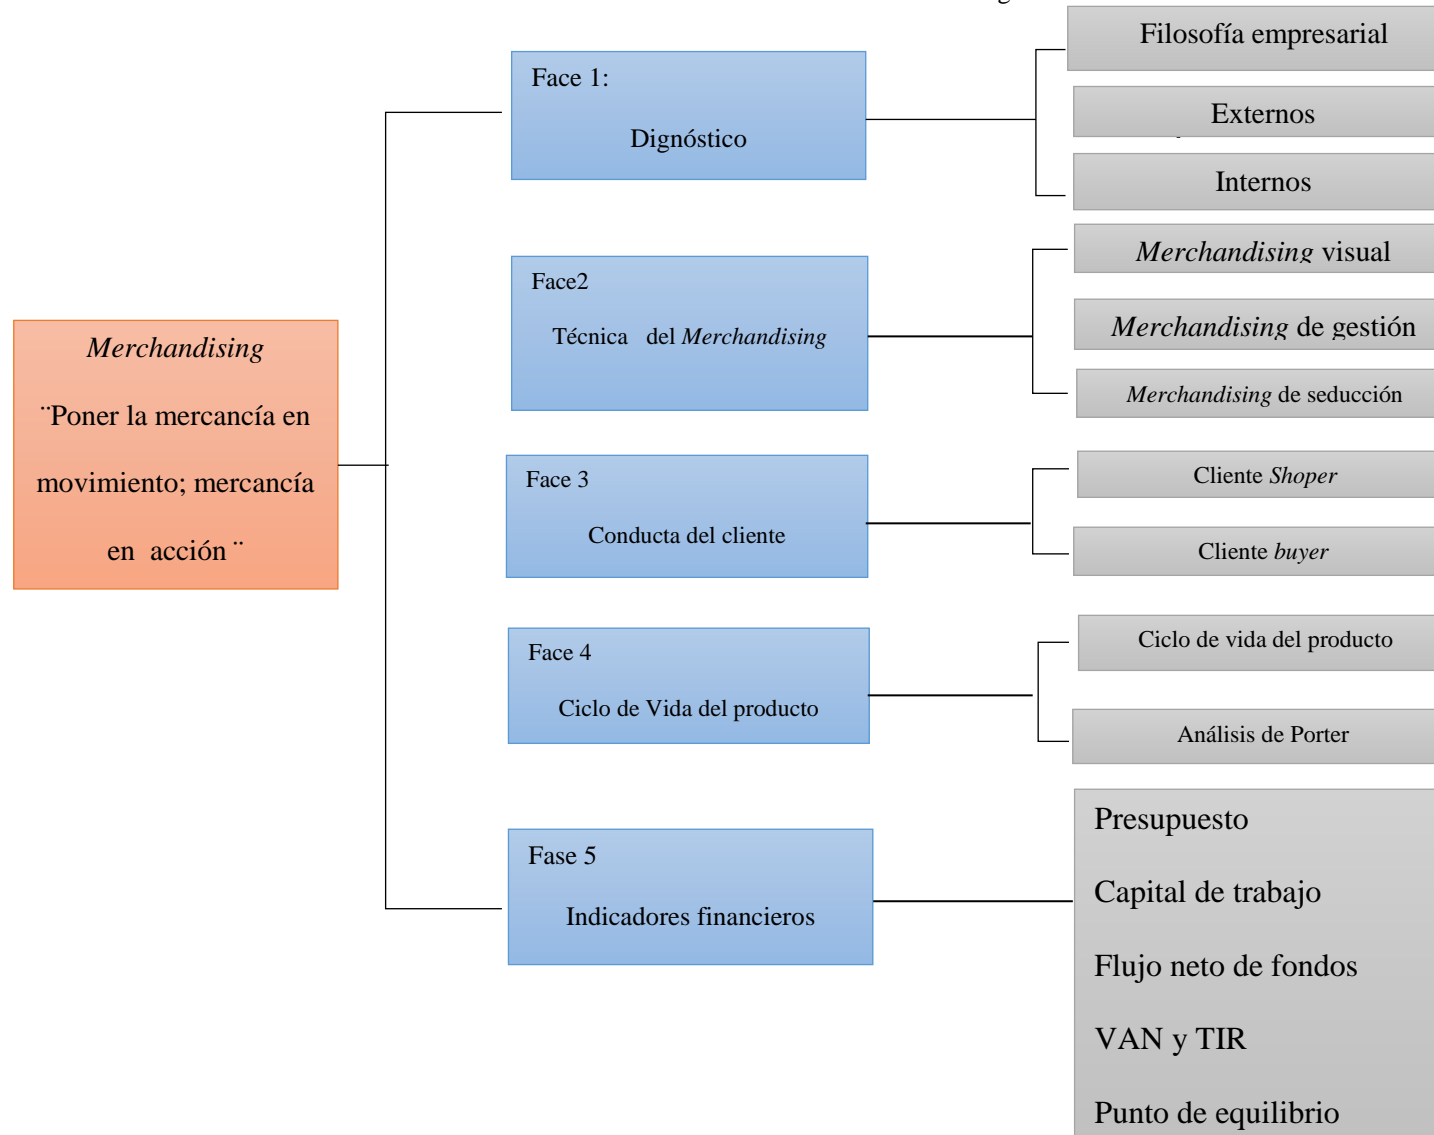 Merchandising
¨Poner la mercancía en
movimiento; mercancía
en acción ¨
Face 1:
Dignóstico
Filosofía empresarial
Externos
Internos
Face2
Técnica del Merchandising
Merchandising visual
Merchandising de gestión
Merchandising de seducción
Face 3
Conducta del cliente
Cliente Shoper
Cliente buyer
Face 4
Ciclo de Vida del producto
Ciclo de vida del producto
Análisis de Porter
Fase 5
Indicadores financieros
Presupuesto
Capital de trabajo
Flujo neto de fondos
VAN y TIR
Punto de equilibrio